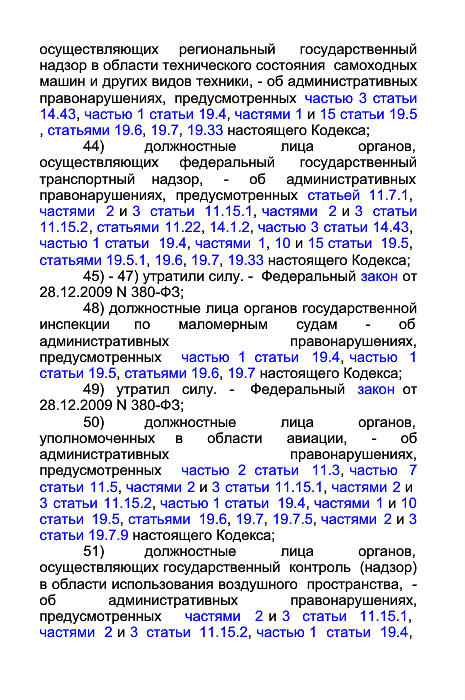 осуществляющих региональный государственный
надзор в области технического состояния самоходных
машин и других видов техники, - об административных
правонарушениях, предусмотренных частью 3 статьи
14.43, частью 1 статьи 19.4, частями 1 и 15 статьи 19.5
, статьями 19.6, 19.7, 19.33 настоящего Кодекса;
44) должностные лица органов,
осуществляющих федеральный государственный
транспортный надзор, - об административных
правонарушениях, предусмотренных статьей 11.7.1,
частями 2 и 3 статьи 11.15.1, частями 2 и 3 статьи
11.15.2, статьями 11.22, 14.1.2, частью 3 статьи 14.43,
частью 1 статьи 19.4, частями 1, 10 и 15 статьи 19.5,
статьями 19.5.1, 19.6, 19.7, 19.33 настоящего Кодекса;
45) - 47) утратили силу. - Федеральный закон от
28.12.2009 N 380-ФЗ;
48) должностные лица органов государственной
инспекции по маломерным судам - об
административных правонарушениях,
предусмотренных частью 1 статьи 19.4, частью 1
статьи 19.5, статьями 19.6, 19.7 настоящего Кодекса;
49) утратил силу. - Федеральный закон от
28.12.2009 N 380-ФЗ;
50) должностные лица органов,
уполномоченных в области авиации, - об
административных правонарушениях,
предусмотренных частью 2 статьи 11.3, частью 7
статьи 11.5, частями 2 и 3 статьи 11.15.1, частями 2 и
3 статьи 11.15.2, частью 1 статьи 19.4, частями 1 и 10
статьи 19.5, статьями 19.6, 19.7, 19.7.5, частями 2 и 3
статьи 19.7.9 настоящего Кодекса;
51) должностные лица органов,
осуществляющих государственный контроль (надзор)
в области использования воздушного пространства, -
об административных правонарушениях,
предусмотренных частями 2 и 3 статьи 11.15.1,
частями 2 и 3 статьи 11.15.2, частью 1 статьи 19.4,